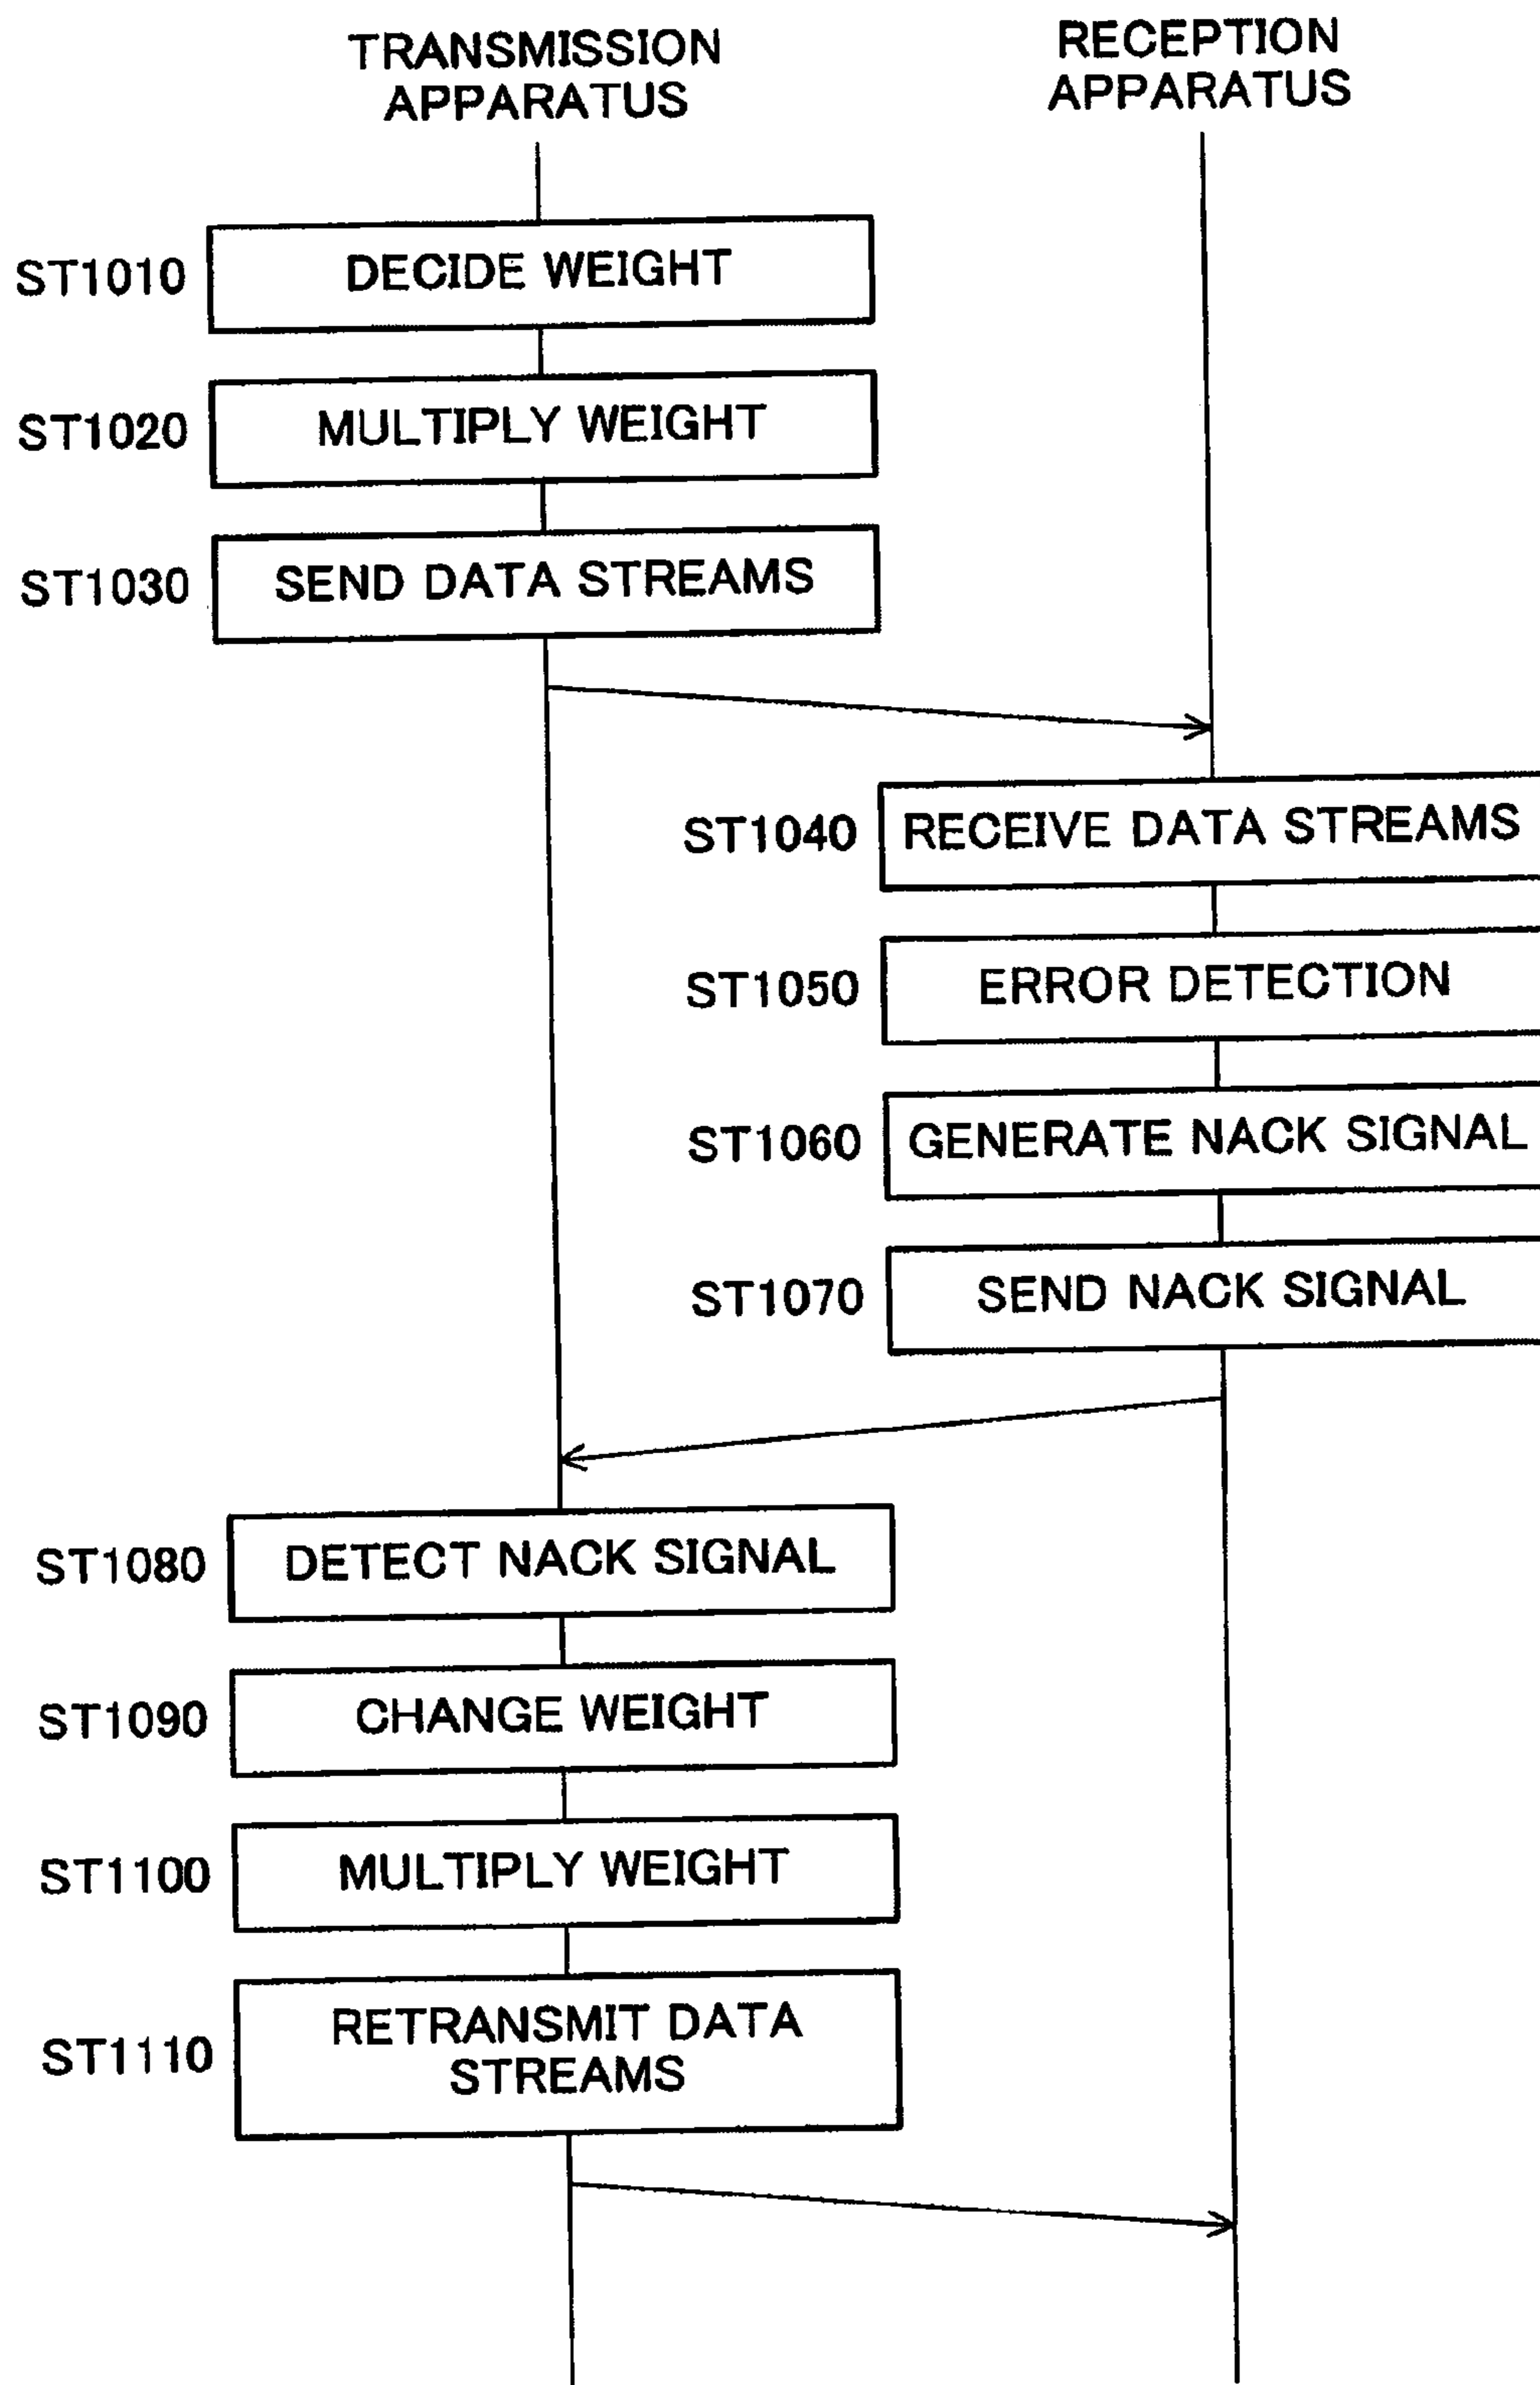 TRANSMISSION
APPARATUS
RECEPTION
APPARATUS
ST1010
DECIDE WEIGHT
ST1020
MULTIPLY WEIGHT
ST1030
SEND DATA STREAMS
ST1040
RECEIVE DATA STREAMS
ST1050
ERROR DETECTION
ST1060
GENERATE NACK SIGNAL
ST1070
SEND NACK SIGNAL
ST1080
DETECT NACK SIGNAL
ST1090
CHANGE WEIGHT
ST1100
MULTIPLY WEIGHT
ST1110
RETRANSMIT DATA
STREAMS